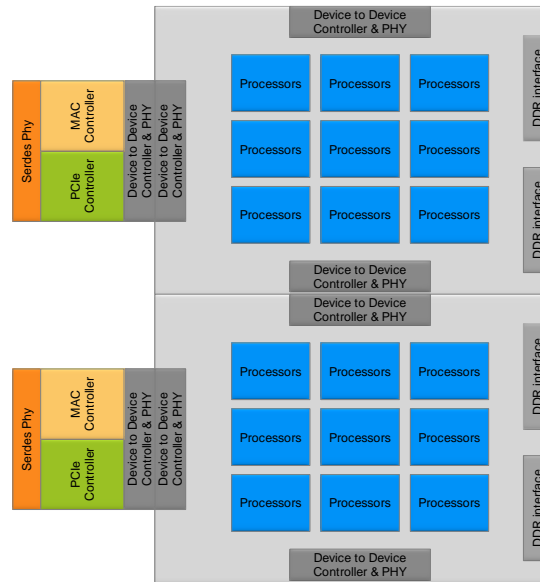 Device to Device
Controller & PHY
Processors
Processors
Processors
DDR interface
Serdes Phy
MAC
Controller
PCIe
Controller
Device to Device
Controller & PHY
Device to Device
Controller & PHY
Processors
Processors
Processors
Processors
Processors
Processors
DDR interface
Device to Device
Controller & PHY
Device to Device
Controller & PHY
Processors
Processors
Processors
DDR interface
Serdes Phy
MAC
Controller
PCIe
Controller
Device to Device
Controller & PHY
Device to Device
Controller & PHY
Processors
Processors
Processors
Processors
Processors
Processors
DDR interface
Device to Device
Controller & PHY